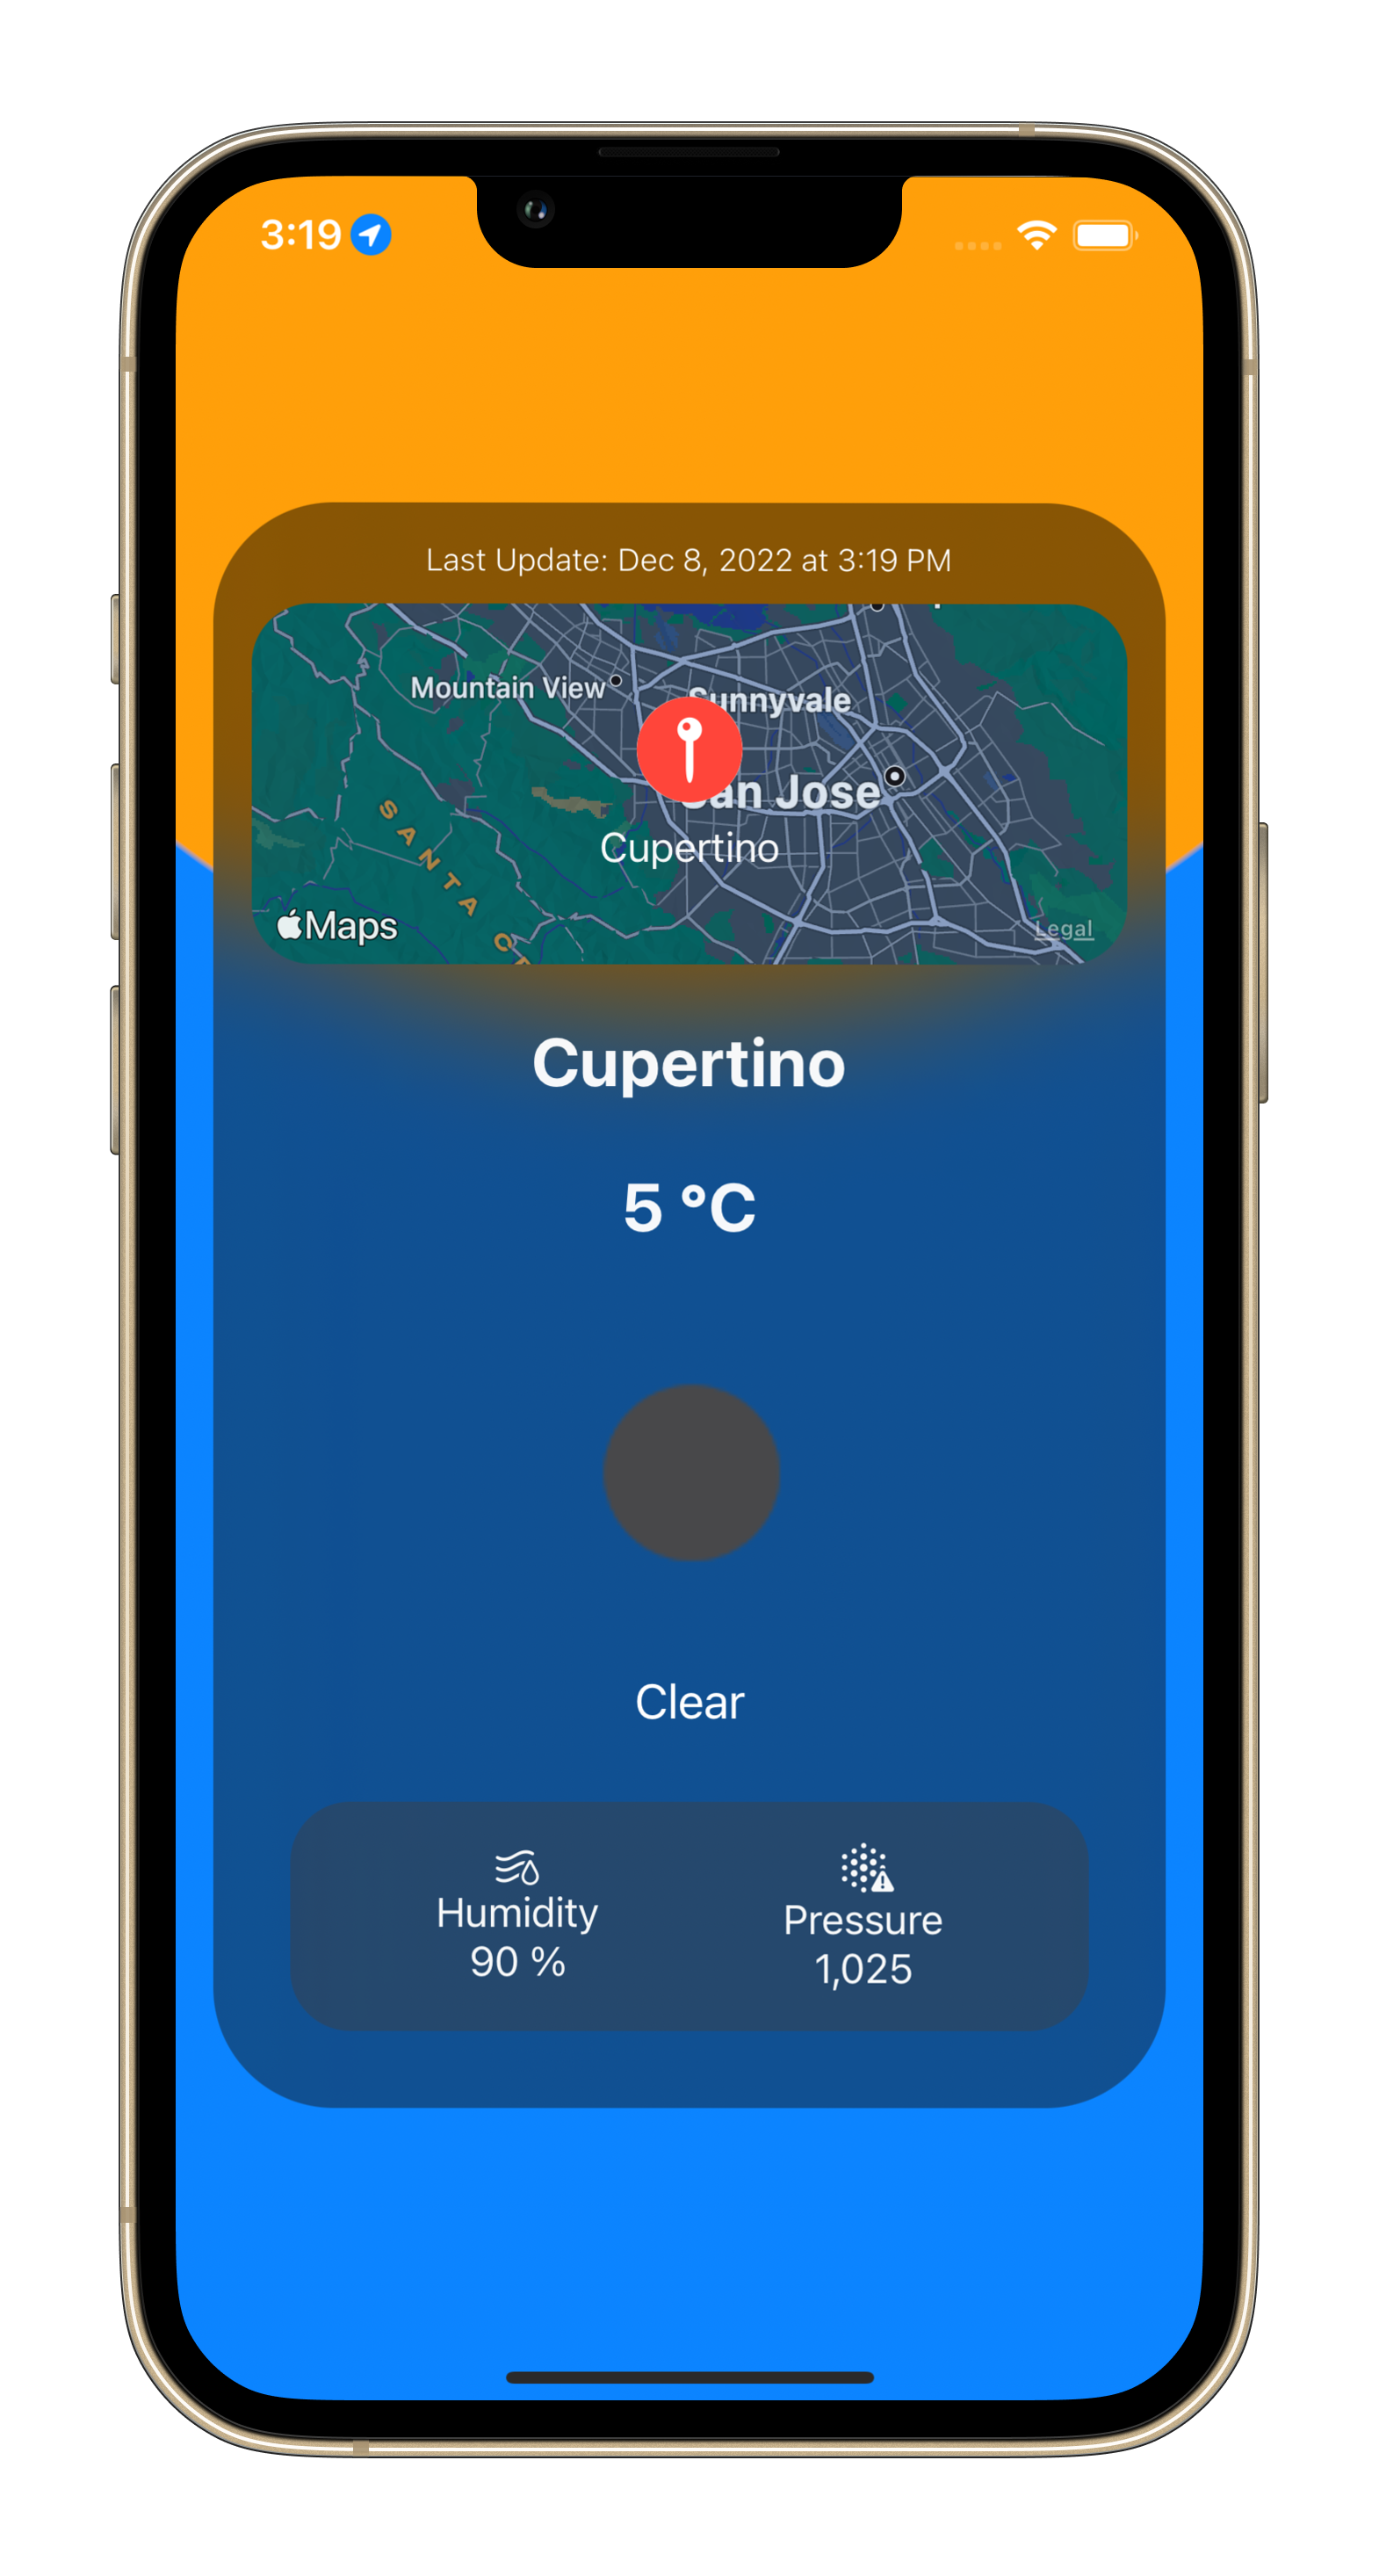 3:19
Last Update: Dec 8, 2022 at 3:19 PM
Mountain View
Sunnyvale
San Jose
Cupertino
SANTA
Maps
Legal
Cupertino
5 °C
Clear
Humidity
90 %
Pressure
1,025